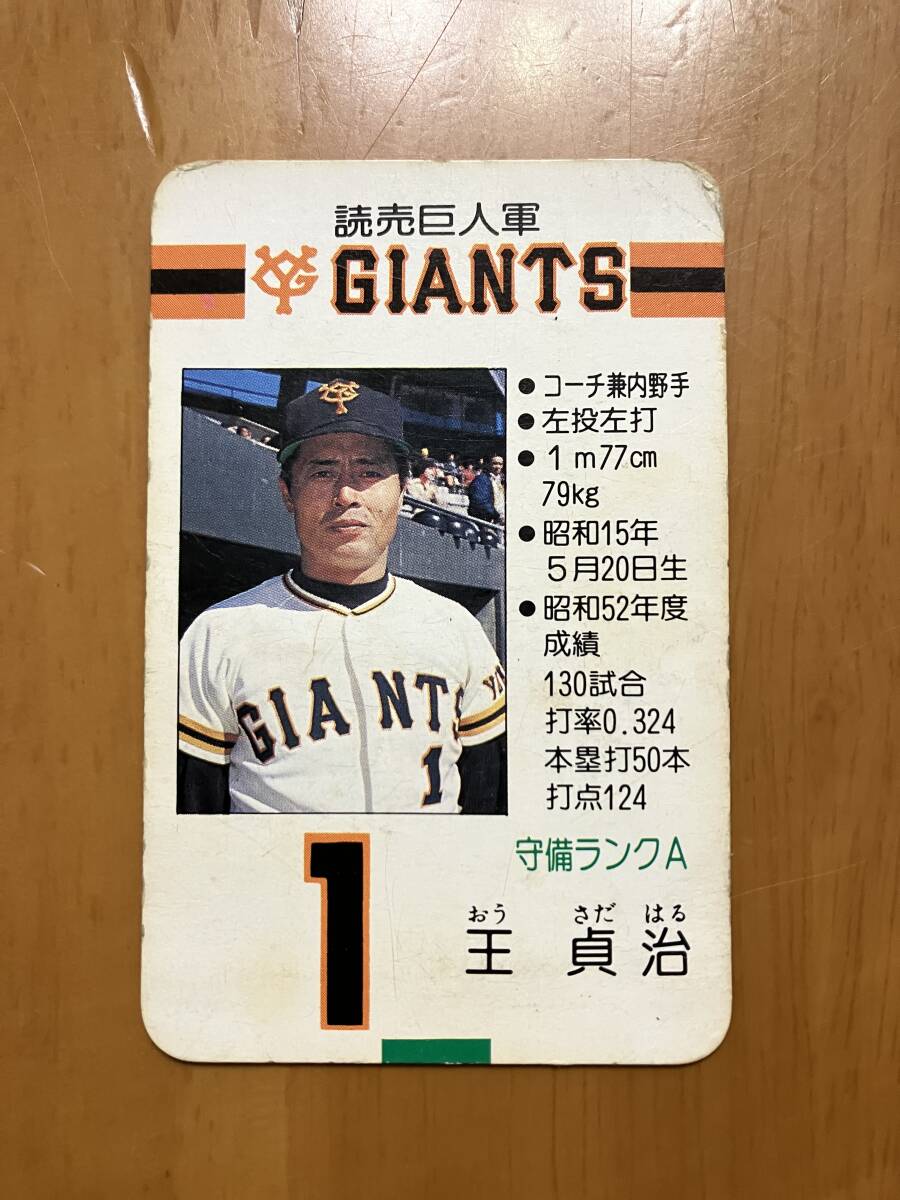 読売巨人軍
YG GIANTS
●コーチ兼内野手
●左投左打
●1m77cm
79kg
●昭和15年
5月20日生
●昭和52年度
成績
130試合
打率0.324
本塁打50本
打点124
YG
GIANTS
1
守備ランクA
1
おう さだ はる
王 貞治